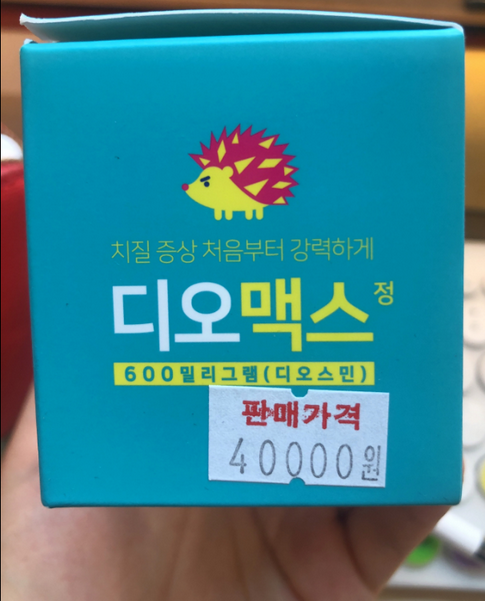 치질 증상 처음부터 강력하게
디오맥스정
600밀리그램(디오스민)
판매가격
40000원